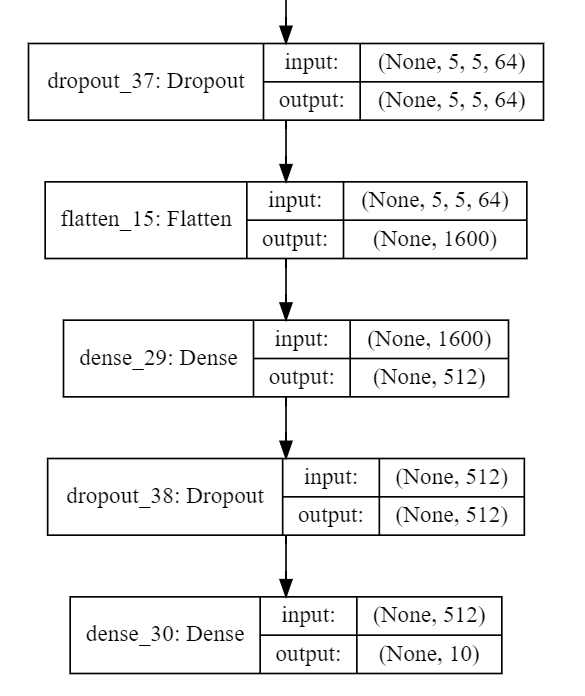 dropout_37: Dropout
input:
(None, 5, 5, 64)
output:
(None, 5, 5, 64)
flatten_15: Flatten
input:
(None, 5, 5, 64)
output:
(None, 1600)
dense_29: Dense
input:
(None, 1600)
output:
(None, 512)
dropout_38: Dropout
input:
(None, 512)
output:
(None, 512)
dense_30: Dense
input:
(None, 512)
output:
(None, 10)